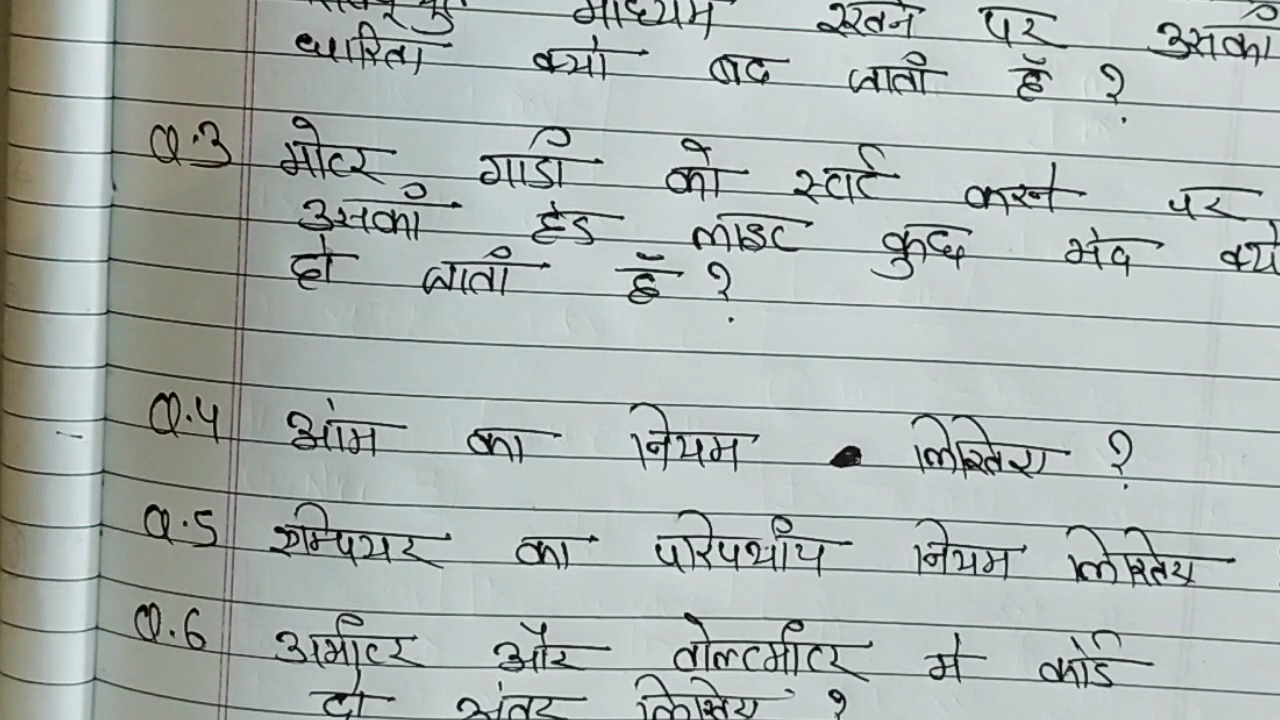 माध्यम रखने पर उसकी
धारिता क्यो बढ जाती हैं ?
Q.3 मोटर गाडी को स्टार्ट करने पर
उसकी हेड लाइट कुछ मंद क्यो
हो जाती हैं ?
Q.4 ओम का नियम लिखिए ?
Q.5 एम्पियर का परिपथीय नियम लिखिय
Q.6 अमीटर और वोल्टमीटर मे कोई
दो अंतर लिखिय ?